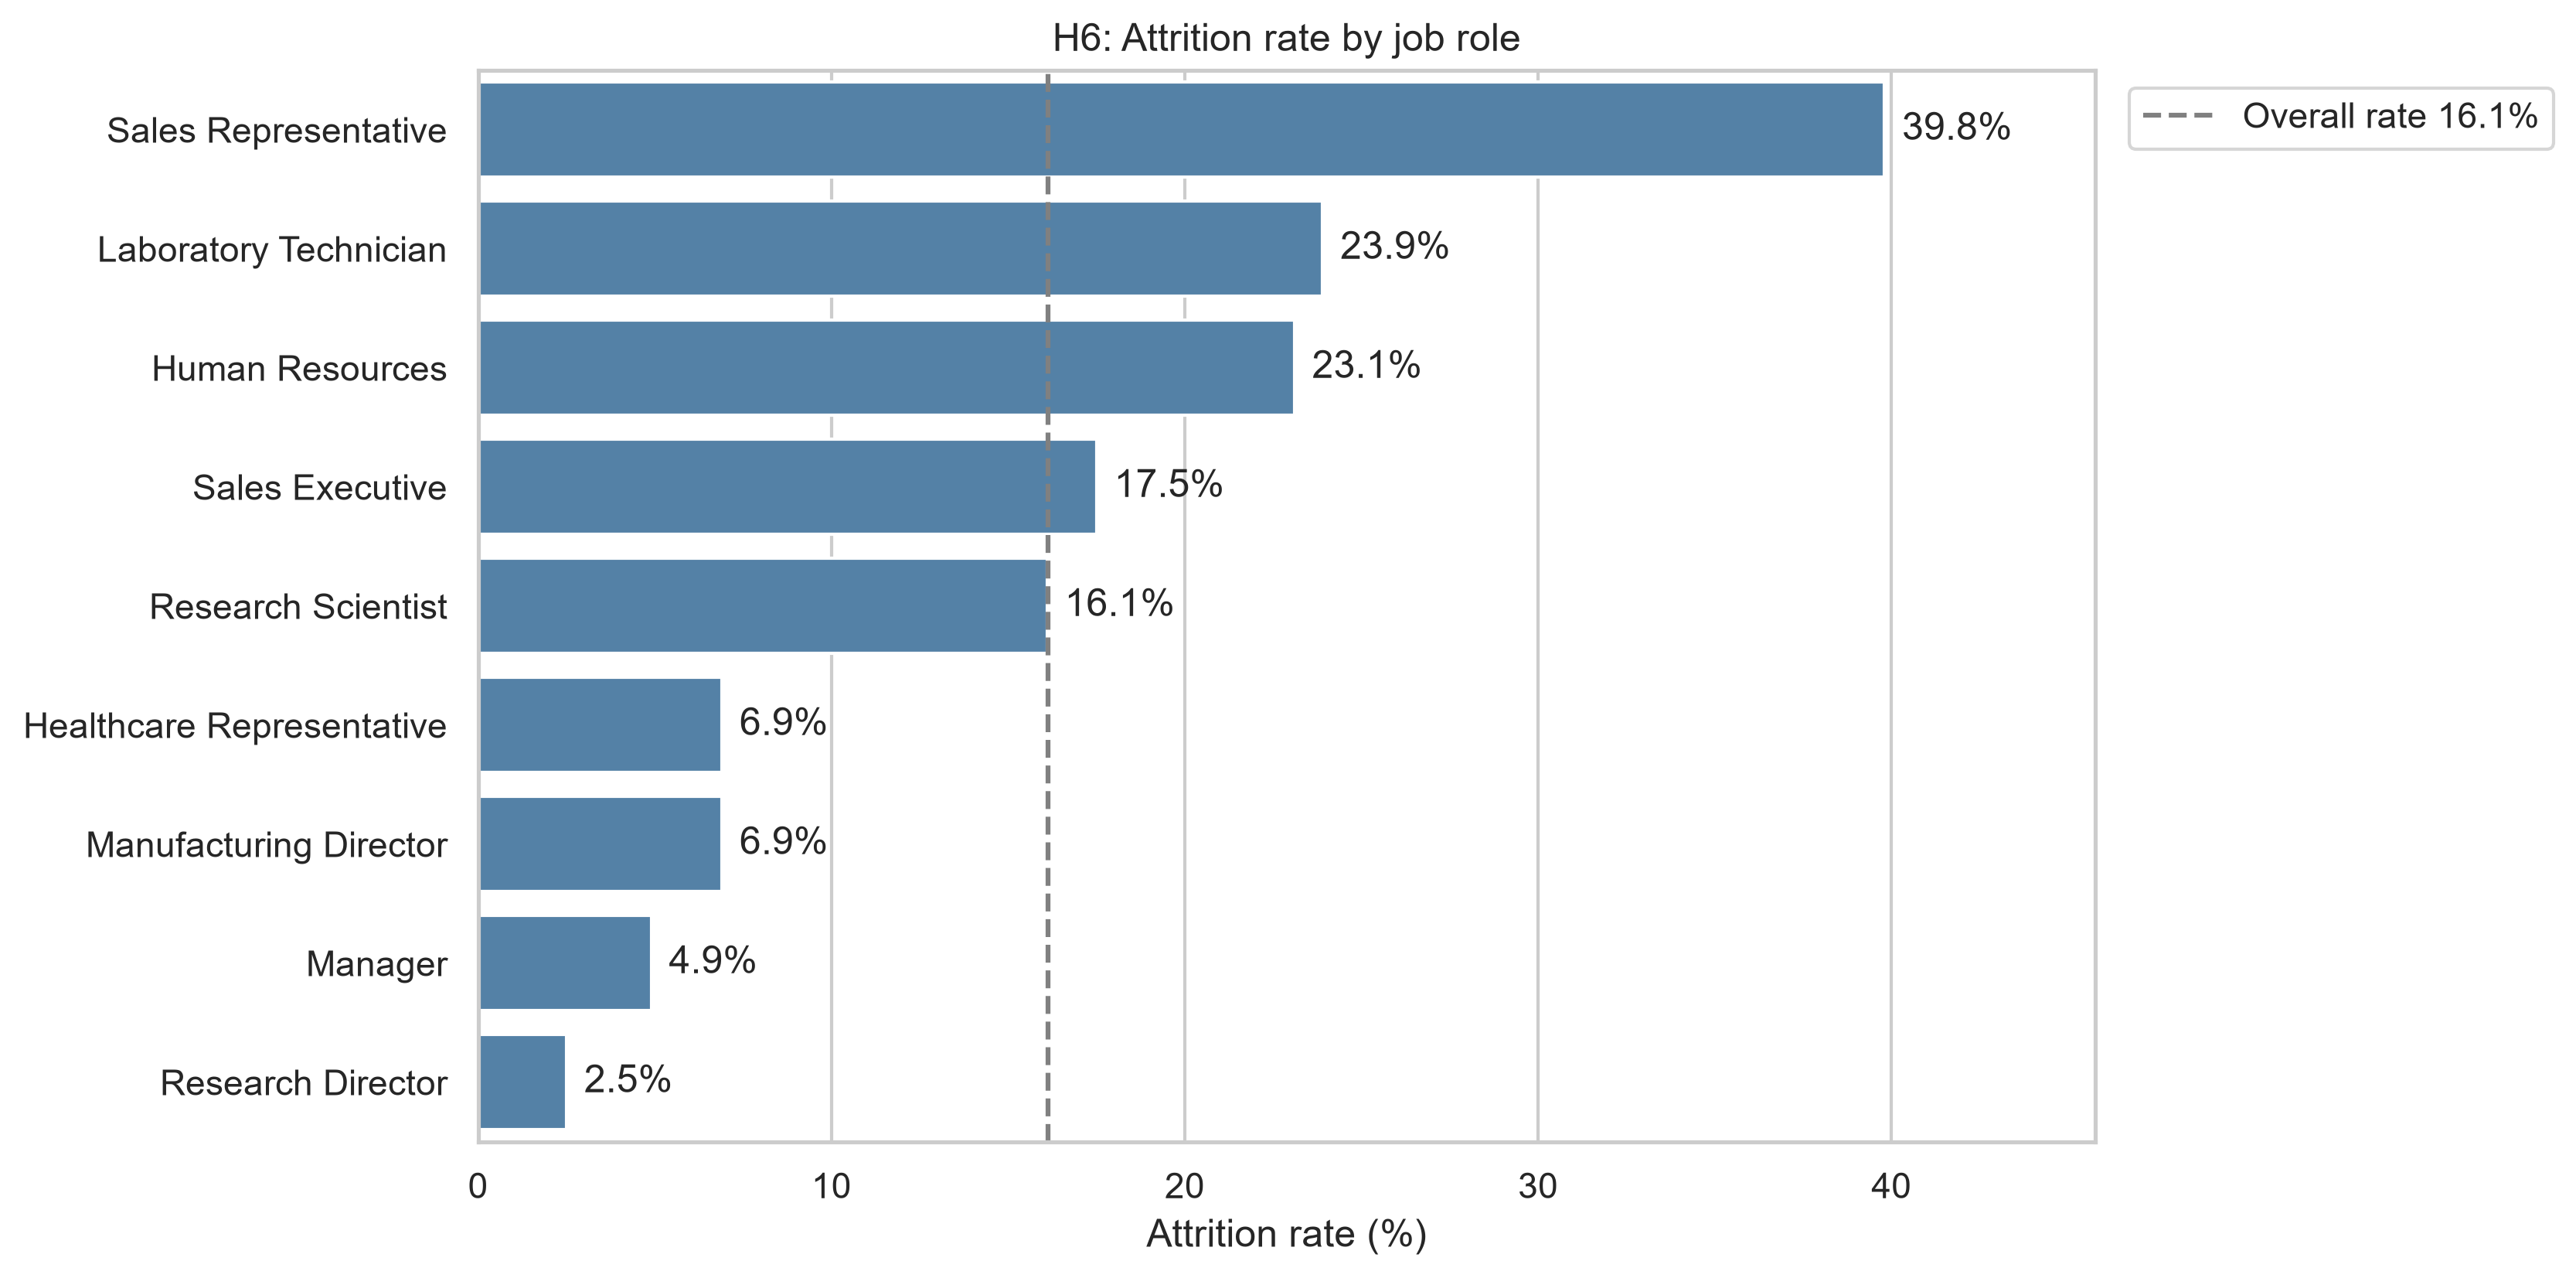 H6: Attrition rate by job role
Overall rate 16.1%
Sales Representative 39.8%
Laboratory Technician 23.9%
Human Resources 23.1%
Sales Executive 17.5%
Research Scientist 16.1%
Healthcare Representative 6.9%
Manufacturing Director 6.9%
Manager 4.9%
Research Director 2.5%
0 10 20 30 40
Attrition rate (%)